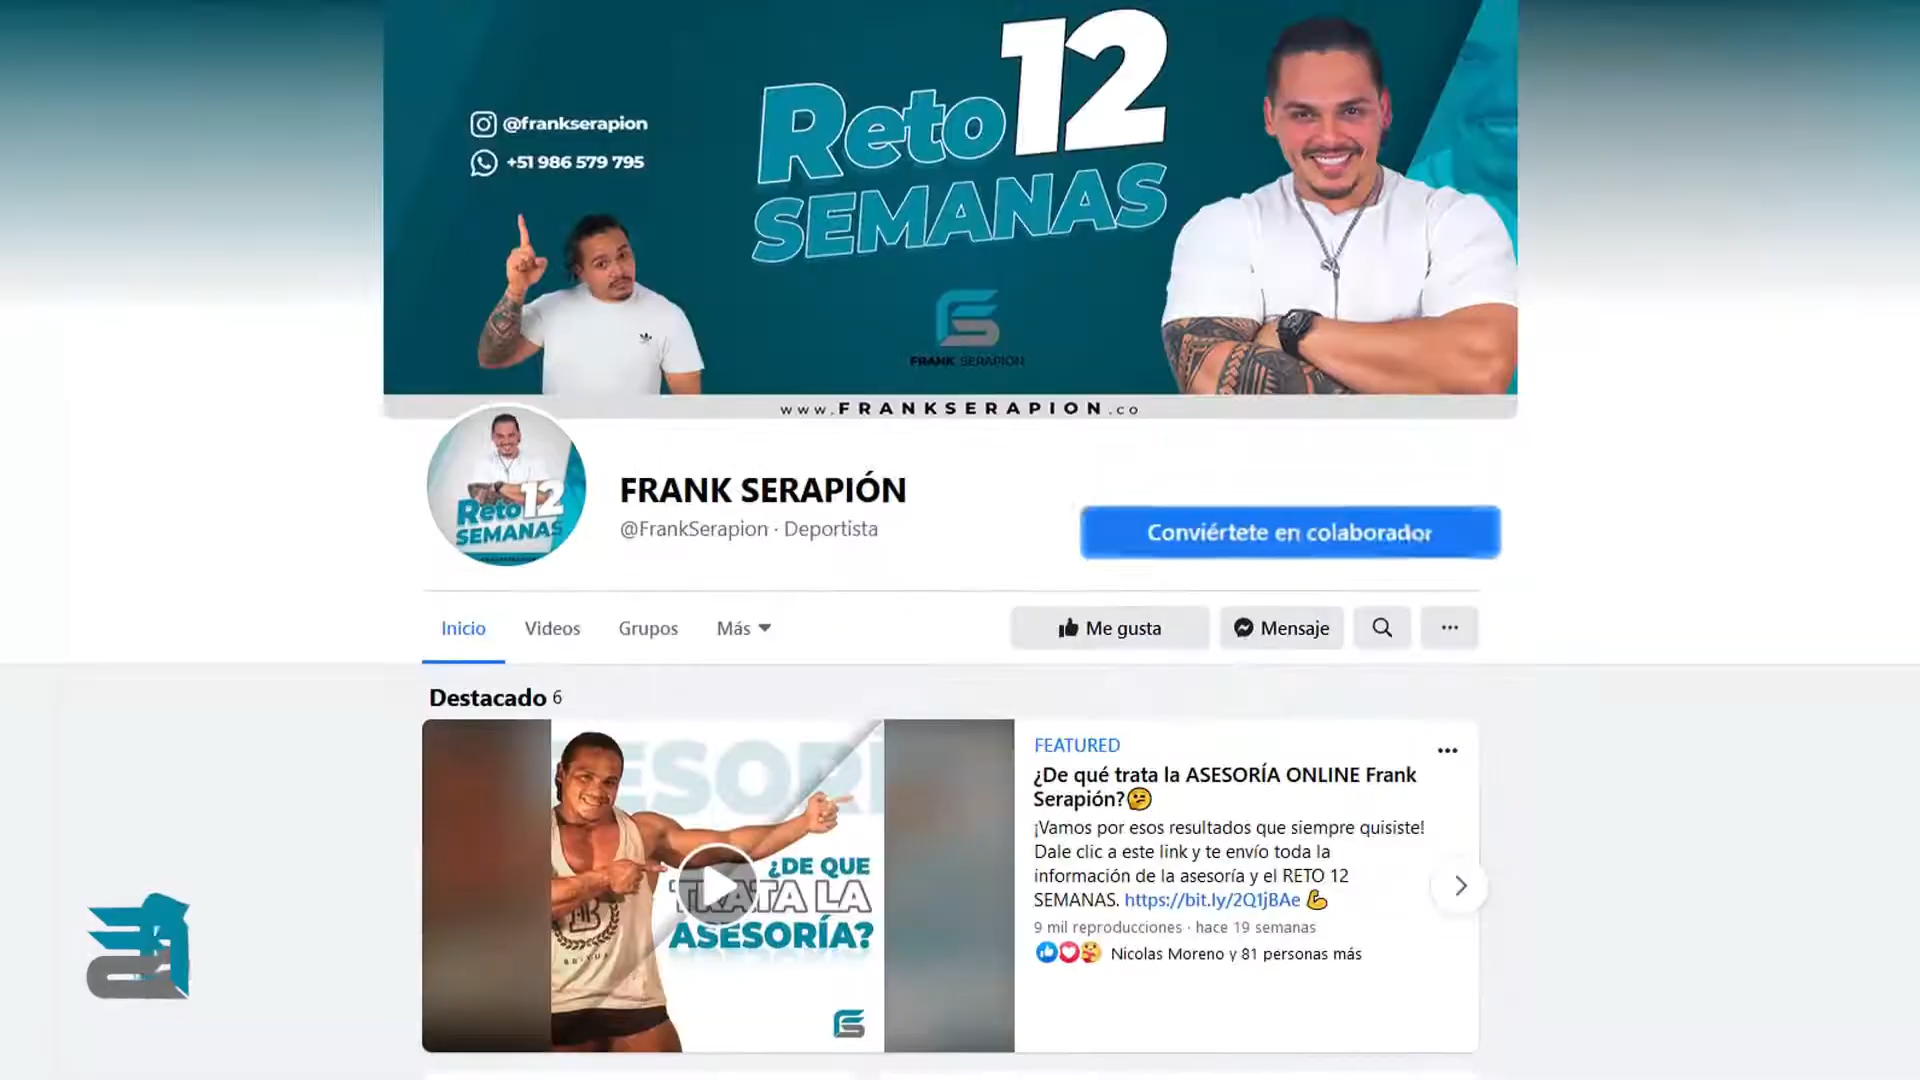 @frankserapion
+51 986 579 795
Reto 12
SEMANAS
FRANK SERAPION
www.FRANKSERAPION.co
Reto 12
SEMANAS
FRANK SERAPIÓN
@FrankSerapion · Deportista
Conviértete en colaborador
Inicio
Videos
Grupos
Más
Me gusta
Mensaje
Destacado 6
ESORÍ
¿DE QUE
TRATA LA
ASESORÍA?
FEATURED
¿De qué trata la ASESORÍA ONLINE Frank
Serapión?🤔
¡Vamos por esos resultados que siempre quisiste!
Dale clic a este link y te envío toda la
información de la asesoría y el RETO 12
SEMANAS. https://bit.ly/2Q1jBAe 💪
9 mil reproducciones · hace 19 semanas
Nicolas Moreno y 81 personas más